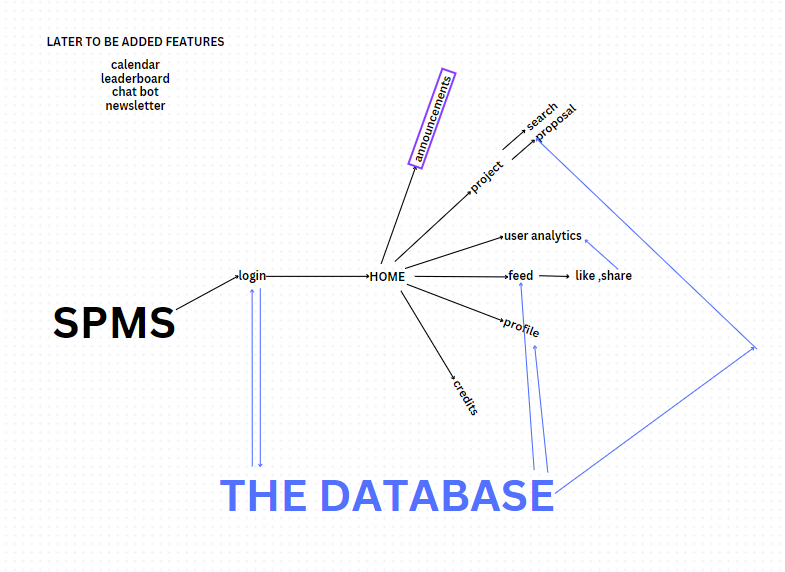 LATER TO BE ADDED FEATURES
calendar
leaderboard
chat bot
newsletter
announcements
search
proposal
project
user analytics
login
HOME
feed
like ,share
SPMS
profile
credits
THE DATABASE